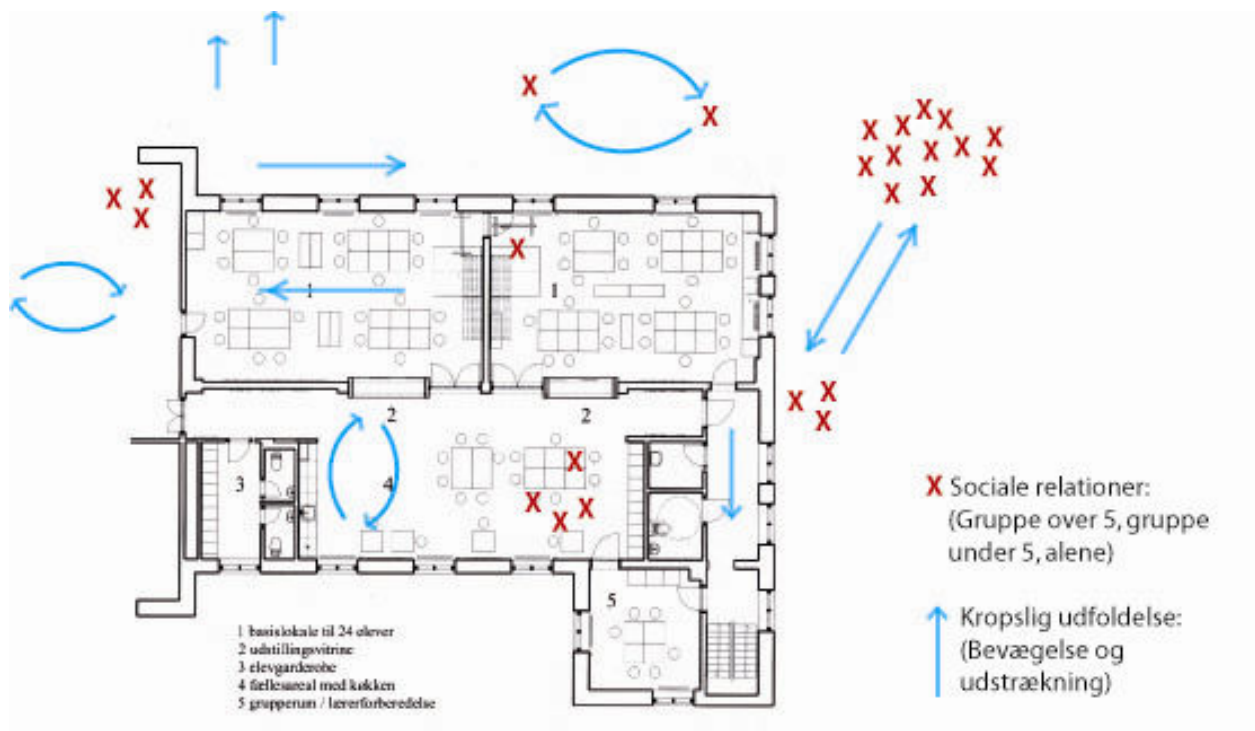 1
1
2
2
3
4
5
X Sociale relationer:
(Gruppe over 5, gruppe
under 5, alene)
Kropslig udfoldelse:
(Bevægelse og
udstrækning)
1 basislokale til 24 elever
2 udstillingsvitrine
3 elevgarderobe
4 fællesareal med køkken
5 grupperum / lærerforberedelse